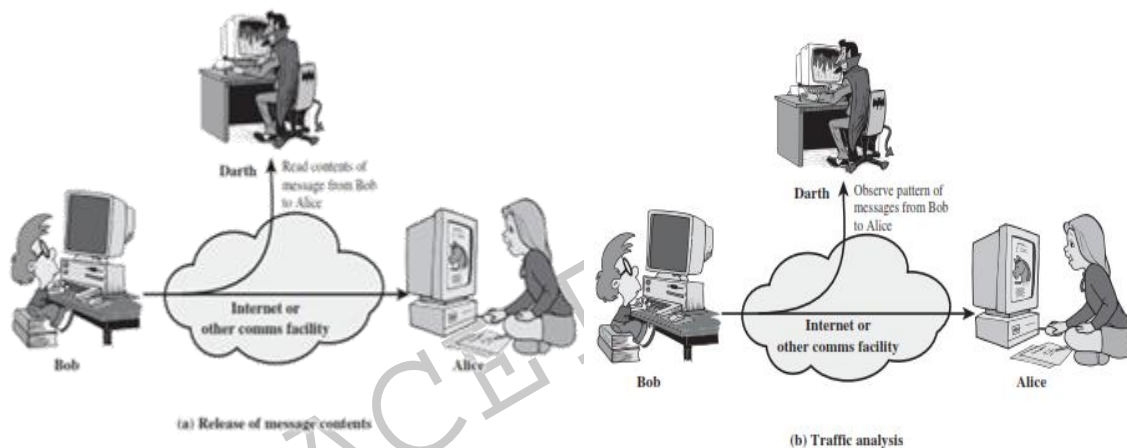 Darth
Read contents of
message from Bob
to Alice
Internet or
other comms facility
Bob
Alice
(a) Release of message contents
Darth
Observe pattern of
messages from Bob
to Alice
Internet or
other comms facility
Bob
Alice
(b) Traffic analysis